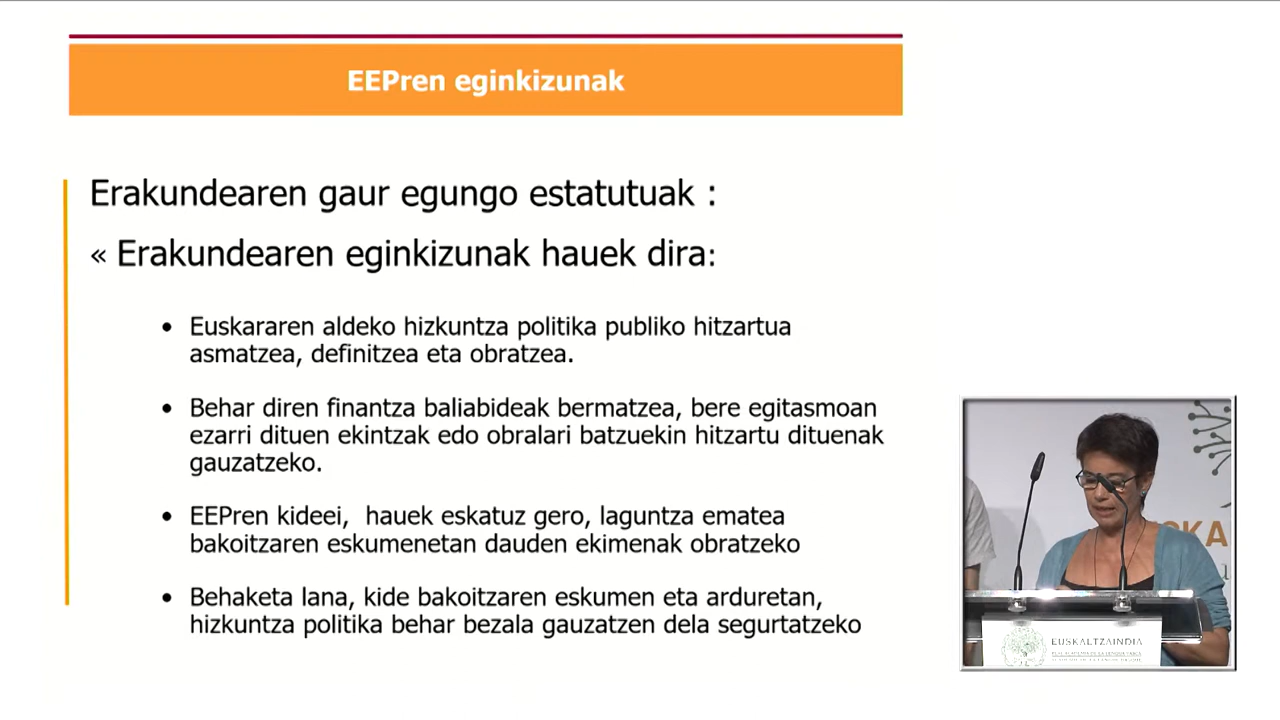 EEPren eginkizunak
Erakundearen gaur egungo estatutuak :
« Erakundearen eginkizunak hauek dira:
• Euskararen aldeko hizkuntza politika publiko hitzartua
asmatzea, definitzea eta obratzea.
• Behar diren finantza baliabideak bermatzea, bere egitasmoan
ezarri dituen ekintzak edo obralari batzuekin hitzartu dituenak
gauzatzeko.
• EEPren kideei,  hauek eskatuz gero, laguntza ematea
bakoitzaren eskumenetan dauden ekimenak obratzeko
• Behaketa lana, kide bakoitzaren eskumen eta arduretan,
hizkuntza politika behar bezala gauzatzen dela segurtatzeko
SKA
EUSKALTZAINDIA